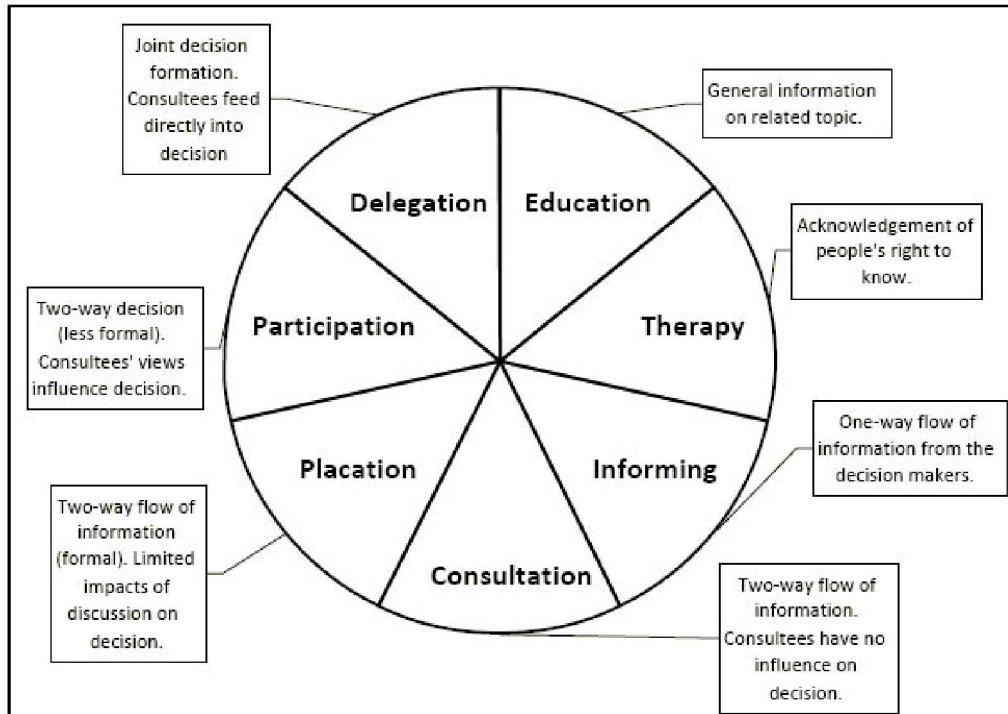 Joint decision
formation.
Consultees feed
directly into
decision
General information
on related topic.
Delegation
Education
Acknowledgement of
people's right to
know.
Two-way decision
(less formal).
Consultees' views
influence decision.
Participation
Therapy
One-way flow of
information from the
decision makers.
Placation
Informing
Two-way flow of
information
(formal). Limited
impacts of
discussion on
decision.
Consultation
Two-way flow of
information.
Consultees have no
influence on
decision.